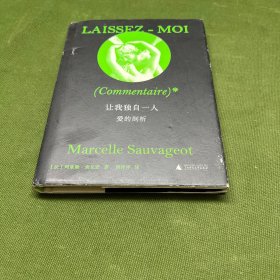 LAISSEZ - MOI
(Commentaire)*
让我独自一人
爱的剖析
Marcelle Sauvageot